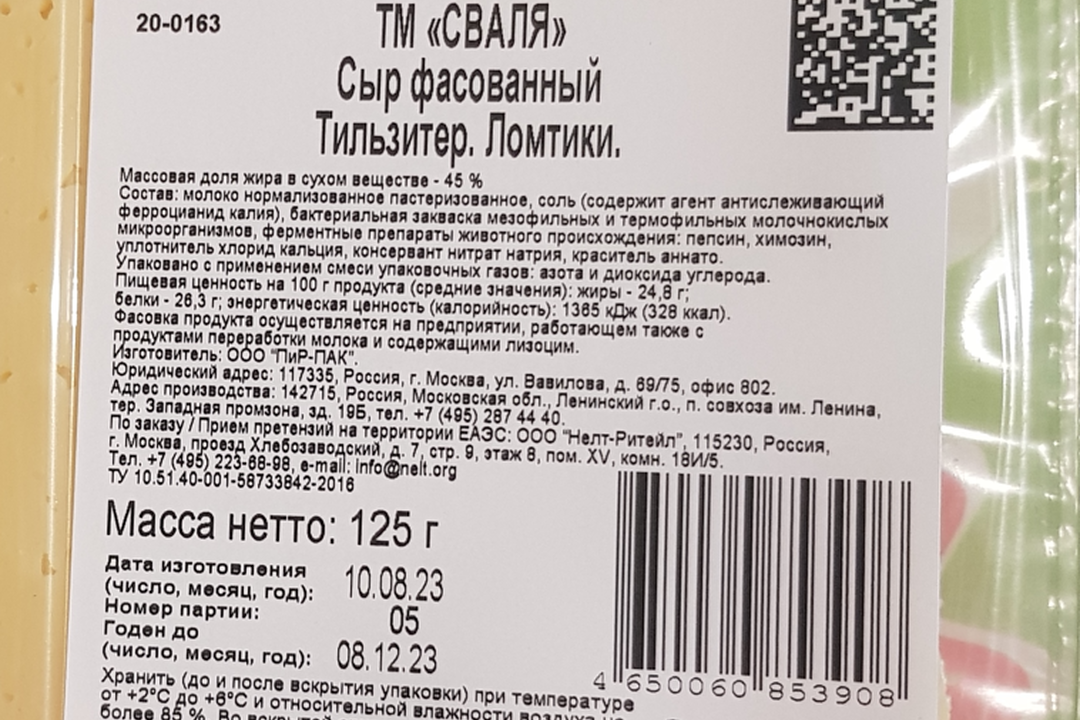 20-0163
ТМ «СВАЛЯ»
Сыр фасованный
Тильзитер. Ломтики.
Массовая доля жира в сухом веществе - 45 %
Состав: молоко нормализованное пастеризованное, соль (содержит агент антислеживающий
ферроцианид калия), бактериальная закваска мезофильных и термофильных молочнокислых
микроорганизмов, ферментные препараты животного происхождения: пепсин, химозин,
уплотнитель хлорид кальция, консервант нитрат натрия, краситель аннато.
Упаковано с применением смеси упаковочных газов: азота и диоксида углерода.
Пищевая ценность на 100 г продукта (средние значения): жиры - 24,8 г;
белки - 26,3 г; энергетическая ценность (калорийность): 1365 кДж (328 ккал).
Фасовка продукта осуществляется на предприятии, работающем также с
продуктами переработки молока и содержащими лизоцим.
Изготовитель: ООО "ПиР-ПАК".
Юридический адрес: 117335, Россия, г. Москва, ул. Вавилова, д. 69/75, офис 802.
Адрес производства: 142715, Россия, Московская обл., Ленинский г.о., п. совхоза им. Ленина,
тер. Западная промзона, зд. 19Б, тел. +7 (495) 287 44 40.
По заказу / Прием претензий на территории ЕАЭС: ООО "Нелт-Ритейл", 115230, Россия,
г. Москва, проезд Хлебозаводский, д. 7, стр. 9, этаж 8, пом. XV, комн. 18И/5.
Тел. +7 (495) 223-68-98, e-mail: info@nelt.org
ТУ 10.51.40-001-58733842-2016
Масса нетто: 125 г
Дата изготовления
(число, месяц, год): 10.08.23
Номер партии: 05
Годен до
(число, месяц, год): 08.12.23
4 650060 853908
Хранить (до и после вскрытия упаковки) при температуре
от +2°C до +6°C и относительной влажности воздуха не
более 85 %. Во вскрытой